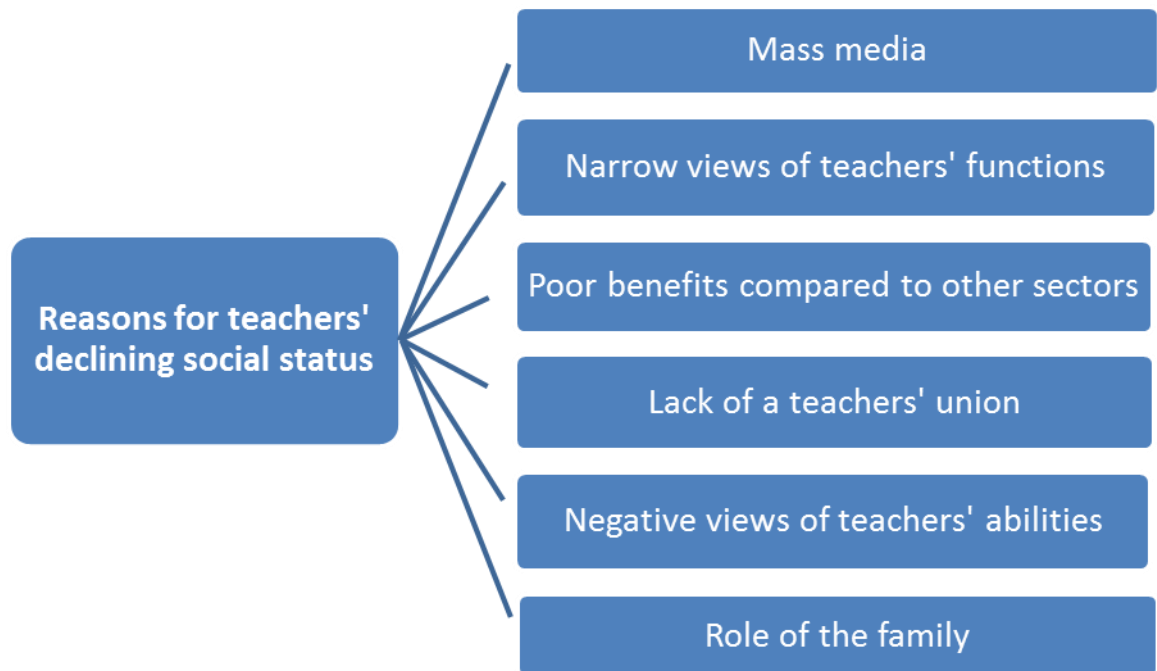 Mass media
Narrow views of teachers' functions
Poor benefits compared to other sectors
Reasons for teachers'
declining social status
Lack of a teachers' union
Negative views of teachers' abilities
Role of the family